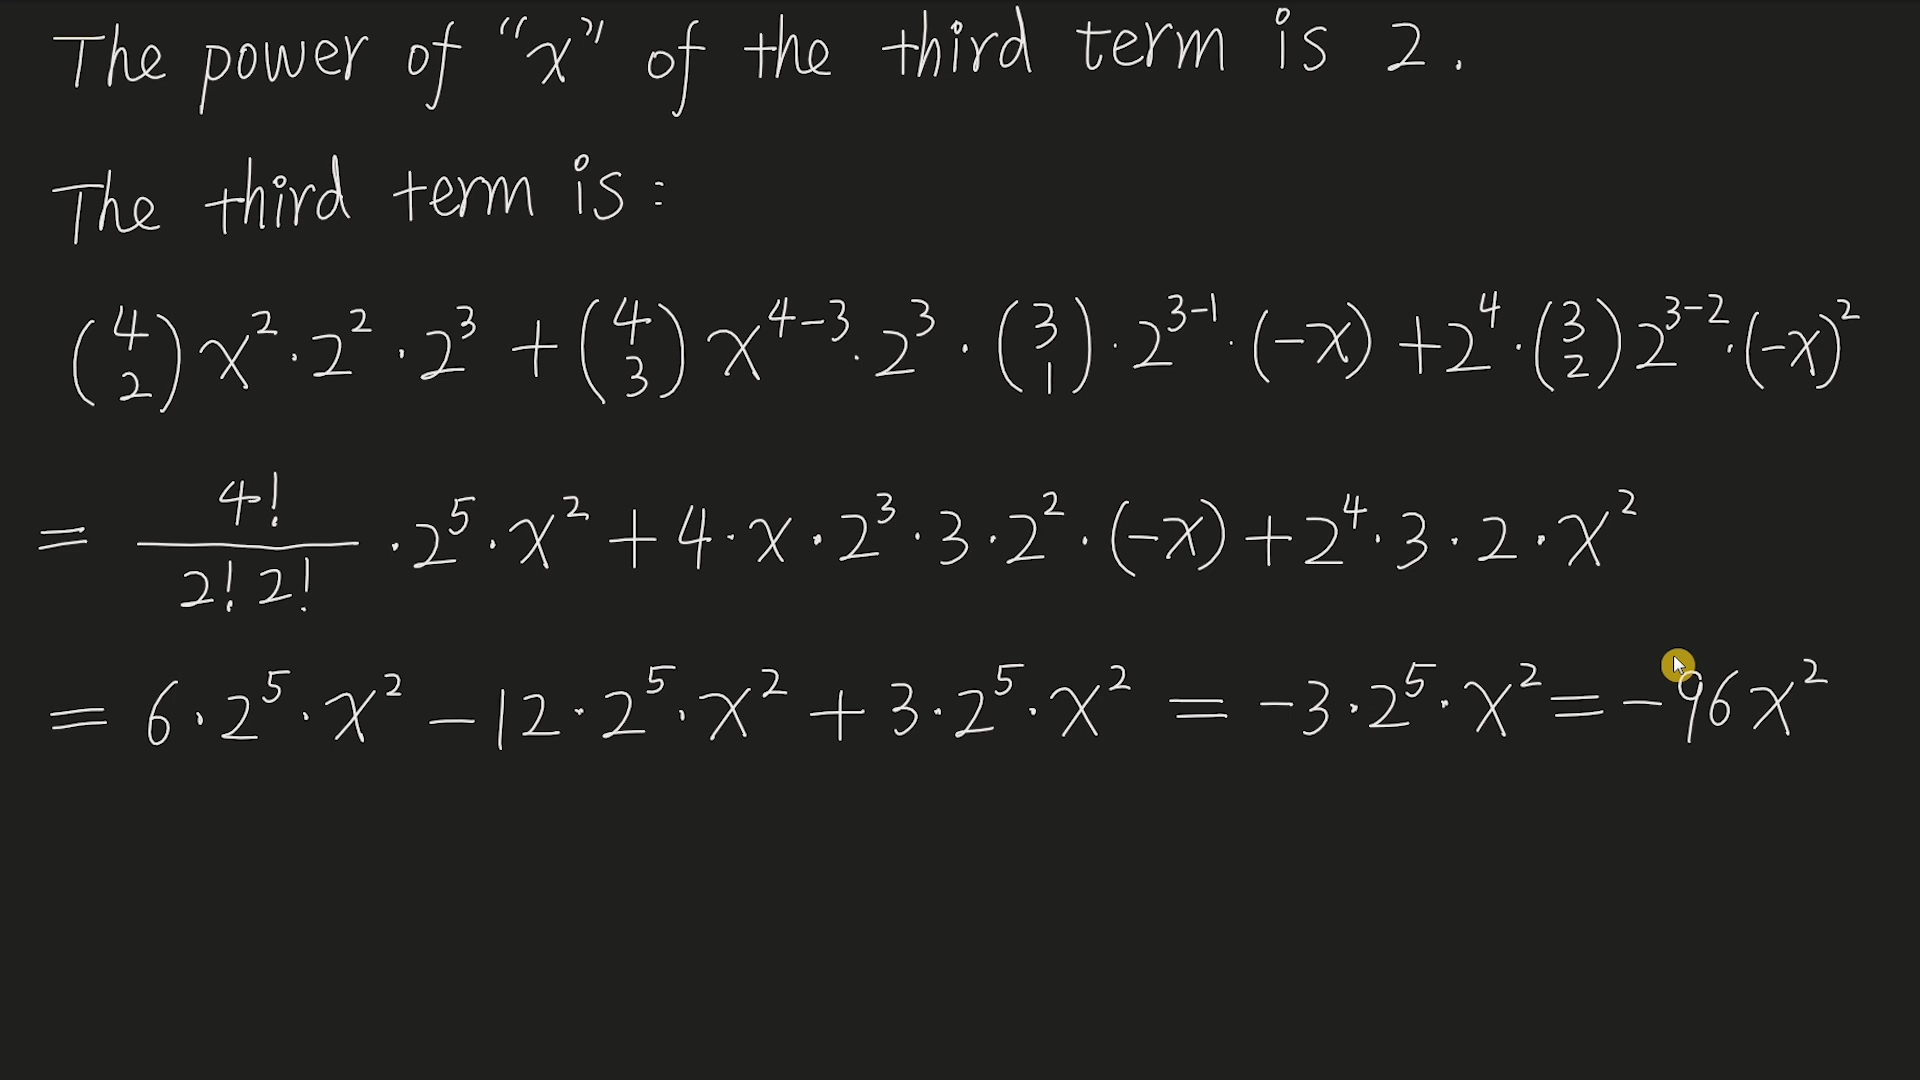 The power of "x" of the third term is 2.
The third term is:
(4 2) x^2 · 2^2 · 2^3 + (4 3) x^{4-3} · 2^3 · (3 1) · 2^{3-1} · (-x) + 2^4 · (3 2) 2^{3-2} · (-x)^2
= 4!/(2! 2!) · 2^5 · x^2 + 4 · x · 2^3 · 3 · 2^2 · (-x) + 2^4 · 3 · 2 · x^2
= 6 · 2^5 · x^2 - 12 · 2^5 · x^2 + 3 · 2^5 · x^2 = -3 · 2^5 · x^2 = -96x^2